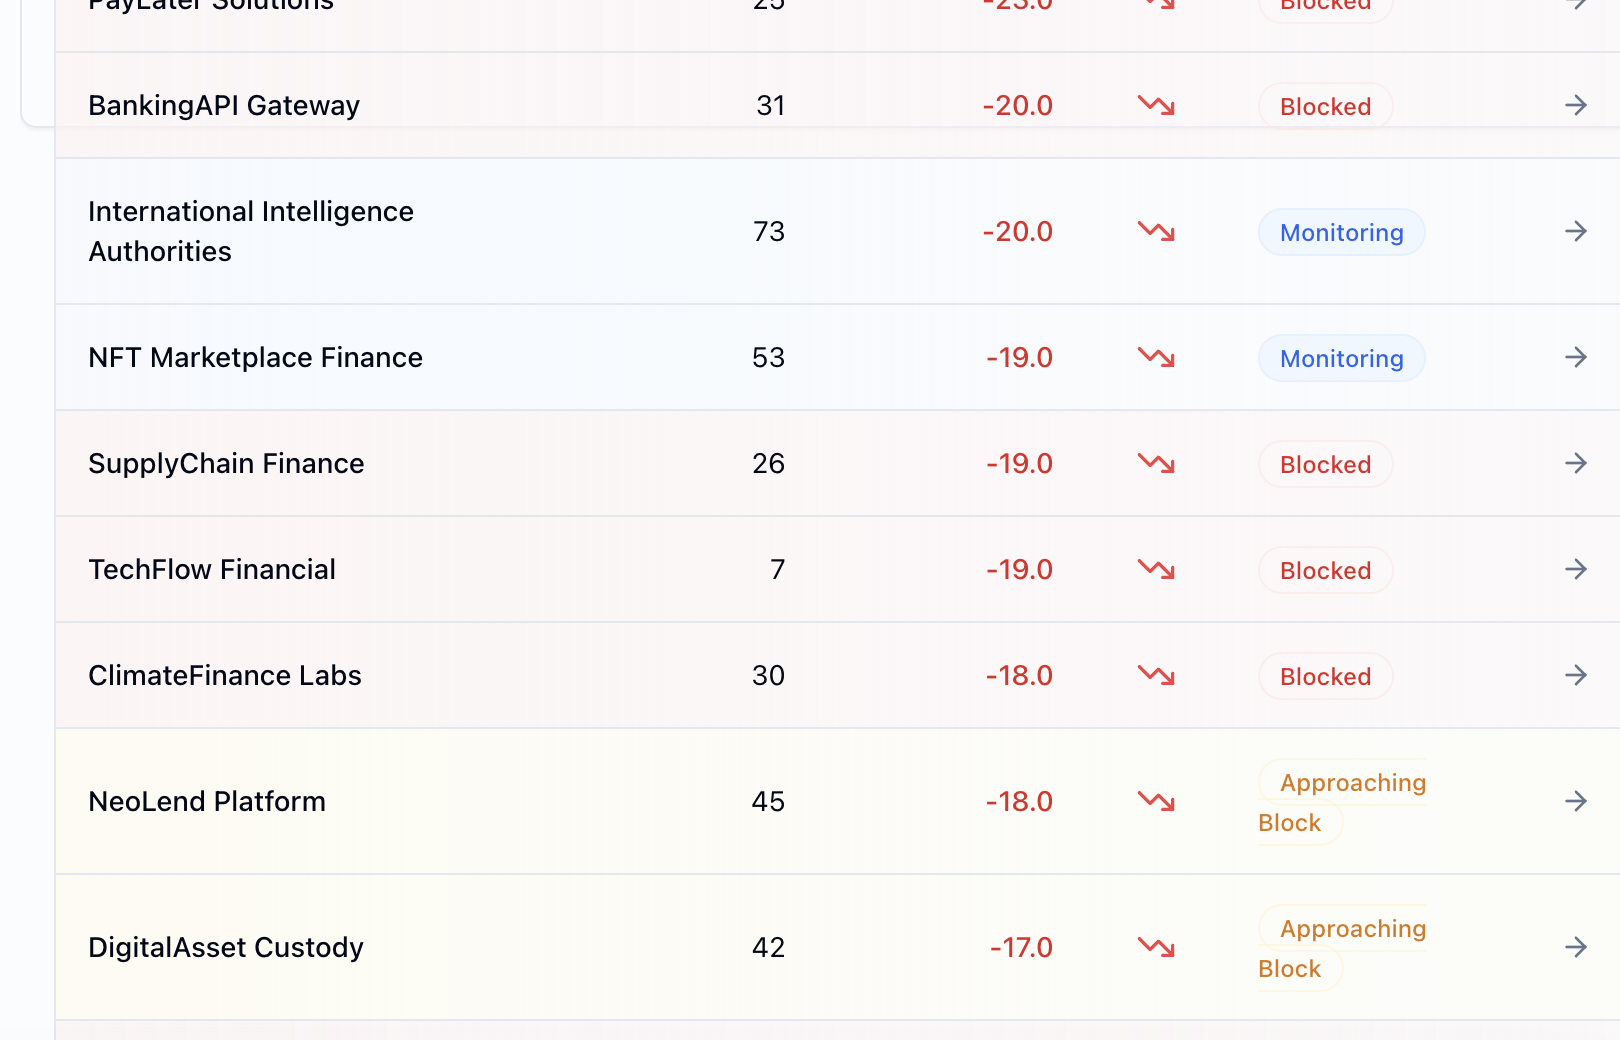 PayLater Solutions 25 -23.0 Blocked
BankingAPI Gateway 31 -20.0 Blocked
International Intelligence
Authorities 73 -20.0 Monitoring
NFT Marketplace Finance 53 -19.0 Monitoring
SupplyChain Finance 26 -19.0 Blocked
TechFlow Financial 7 -19.0 Blocked
ClimateFinance Labs 30 -18.0 Blocked
NeoLend Platform 45 -18.0 Approaching
Block
DigitalAsset Custody 42 -17.0 Approaching
Block